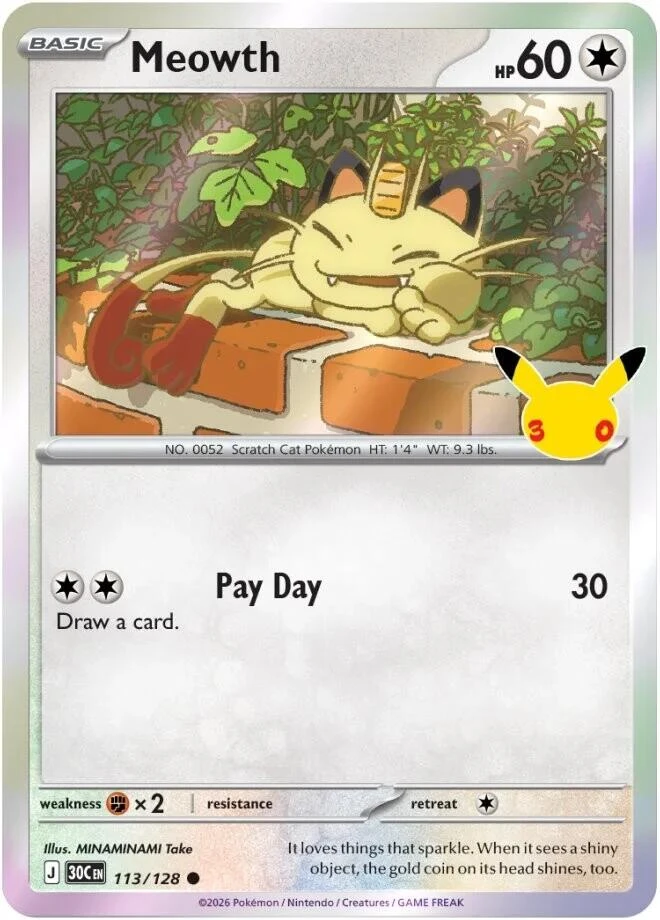 BASIC
Meowth
HP 60
30
NO. 0052 Scratch Cat Pokémon HT: 1'4" WT: 9.3 lbs.
Pay Day 30
Draw a card.
weakness ×2 resistance retreat
Illus. MINAMINAMI Take
It loves things that sparkle. When it sees a shiny
object, the gold coin on its head shines, too.
J 30C EN 113/128
©2026 Pokémon / Nintendo / Creatures / GAME FREAK